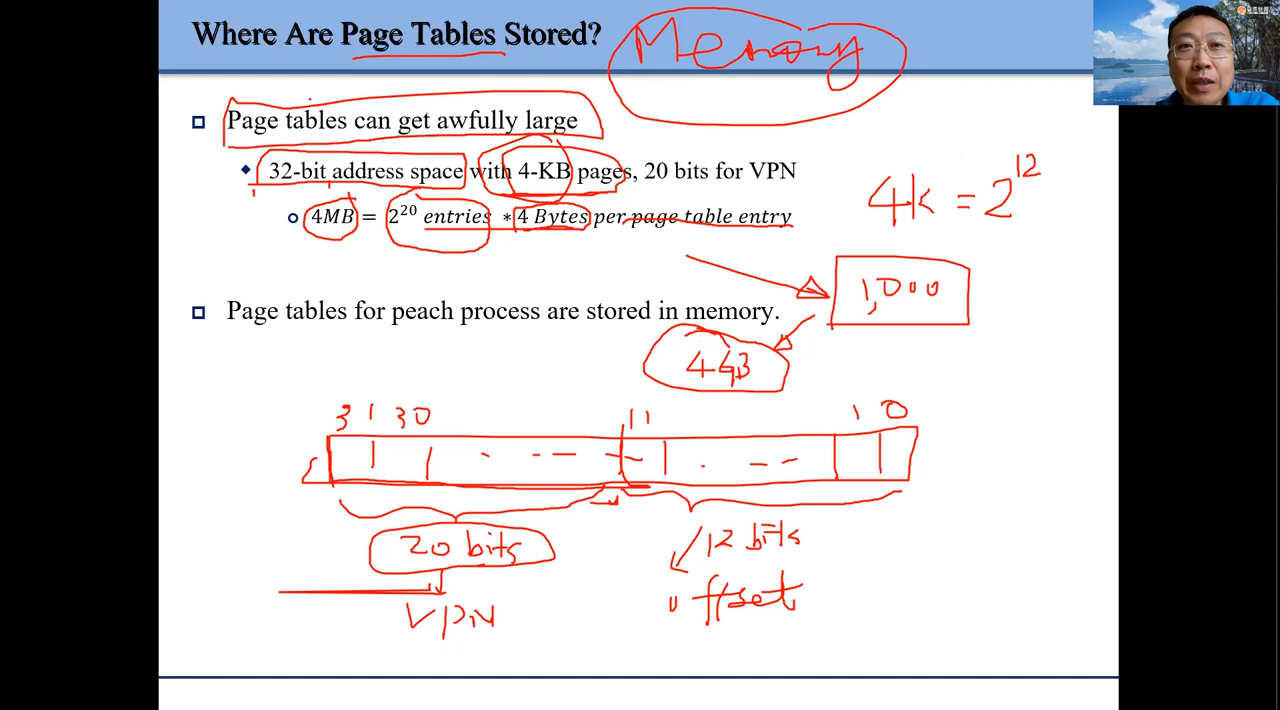 Where Are Page Tables Stored?
Memory
Page tables can get awfully large
32-bit address space with 4-KB pages, 20 bits for VPN
4MB = 2^20 entries * 4 Bytes per page table entry
4K = 2^12
1,000
Page tables for peach process are stored in memory.
4GB
31 30 11 1 0
20 bits
12 bits
offset
VPN